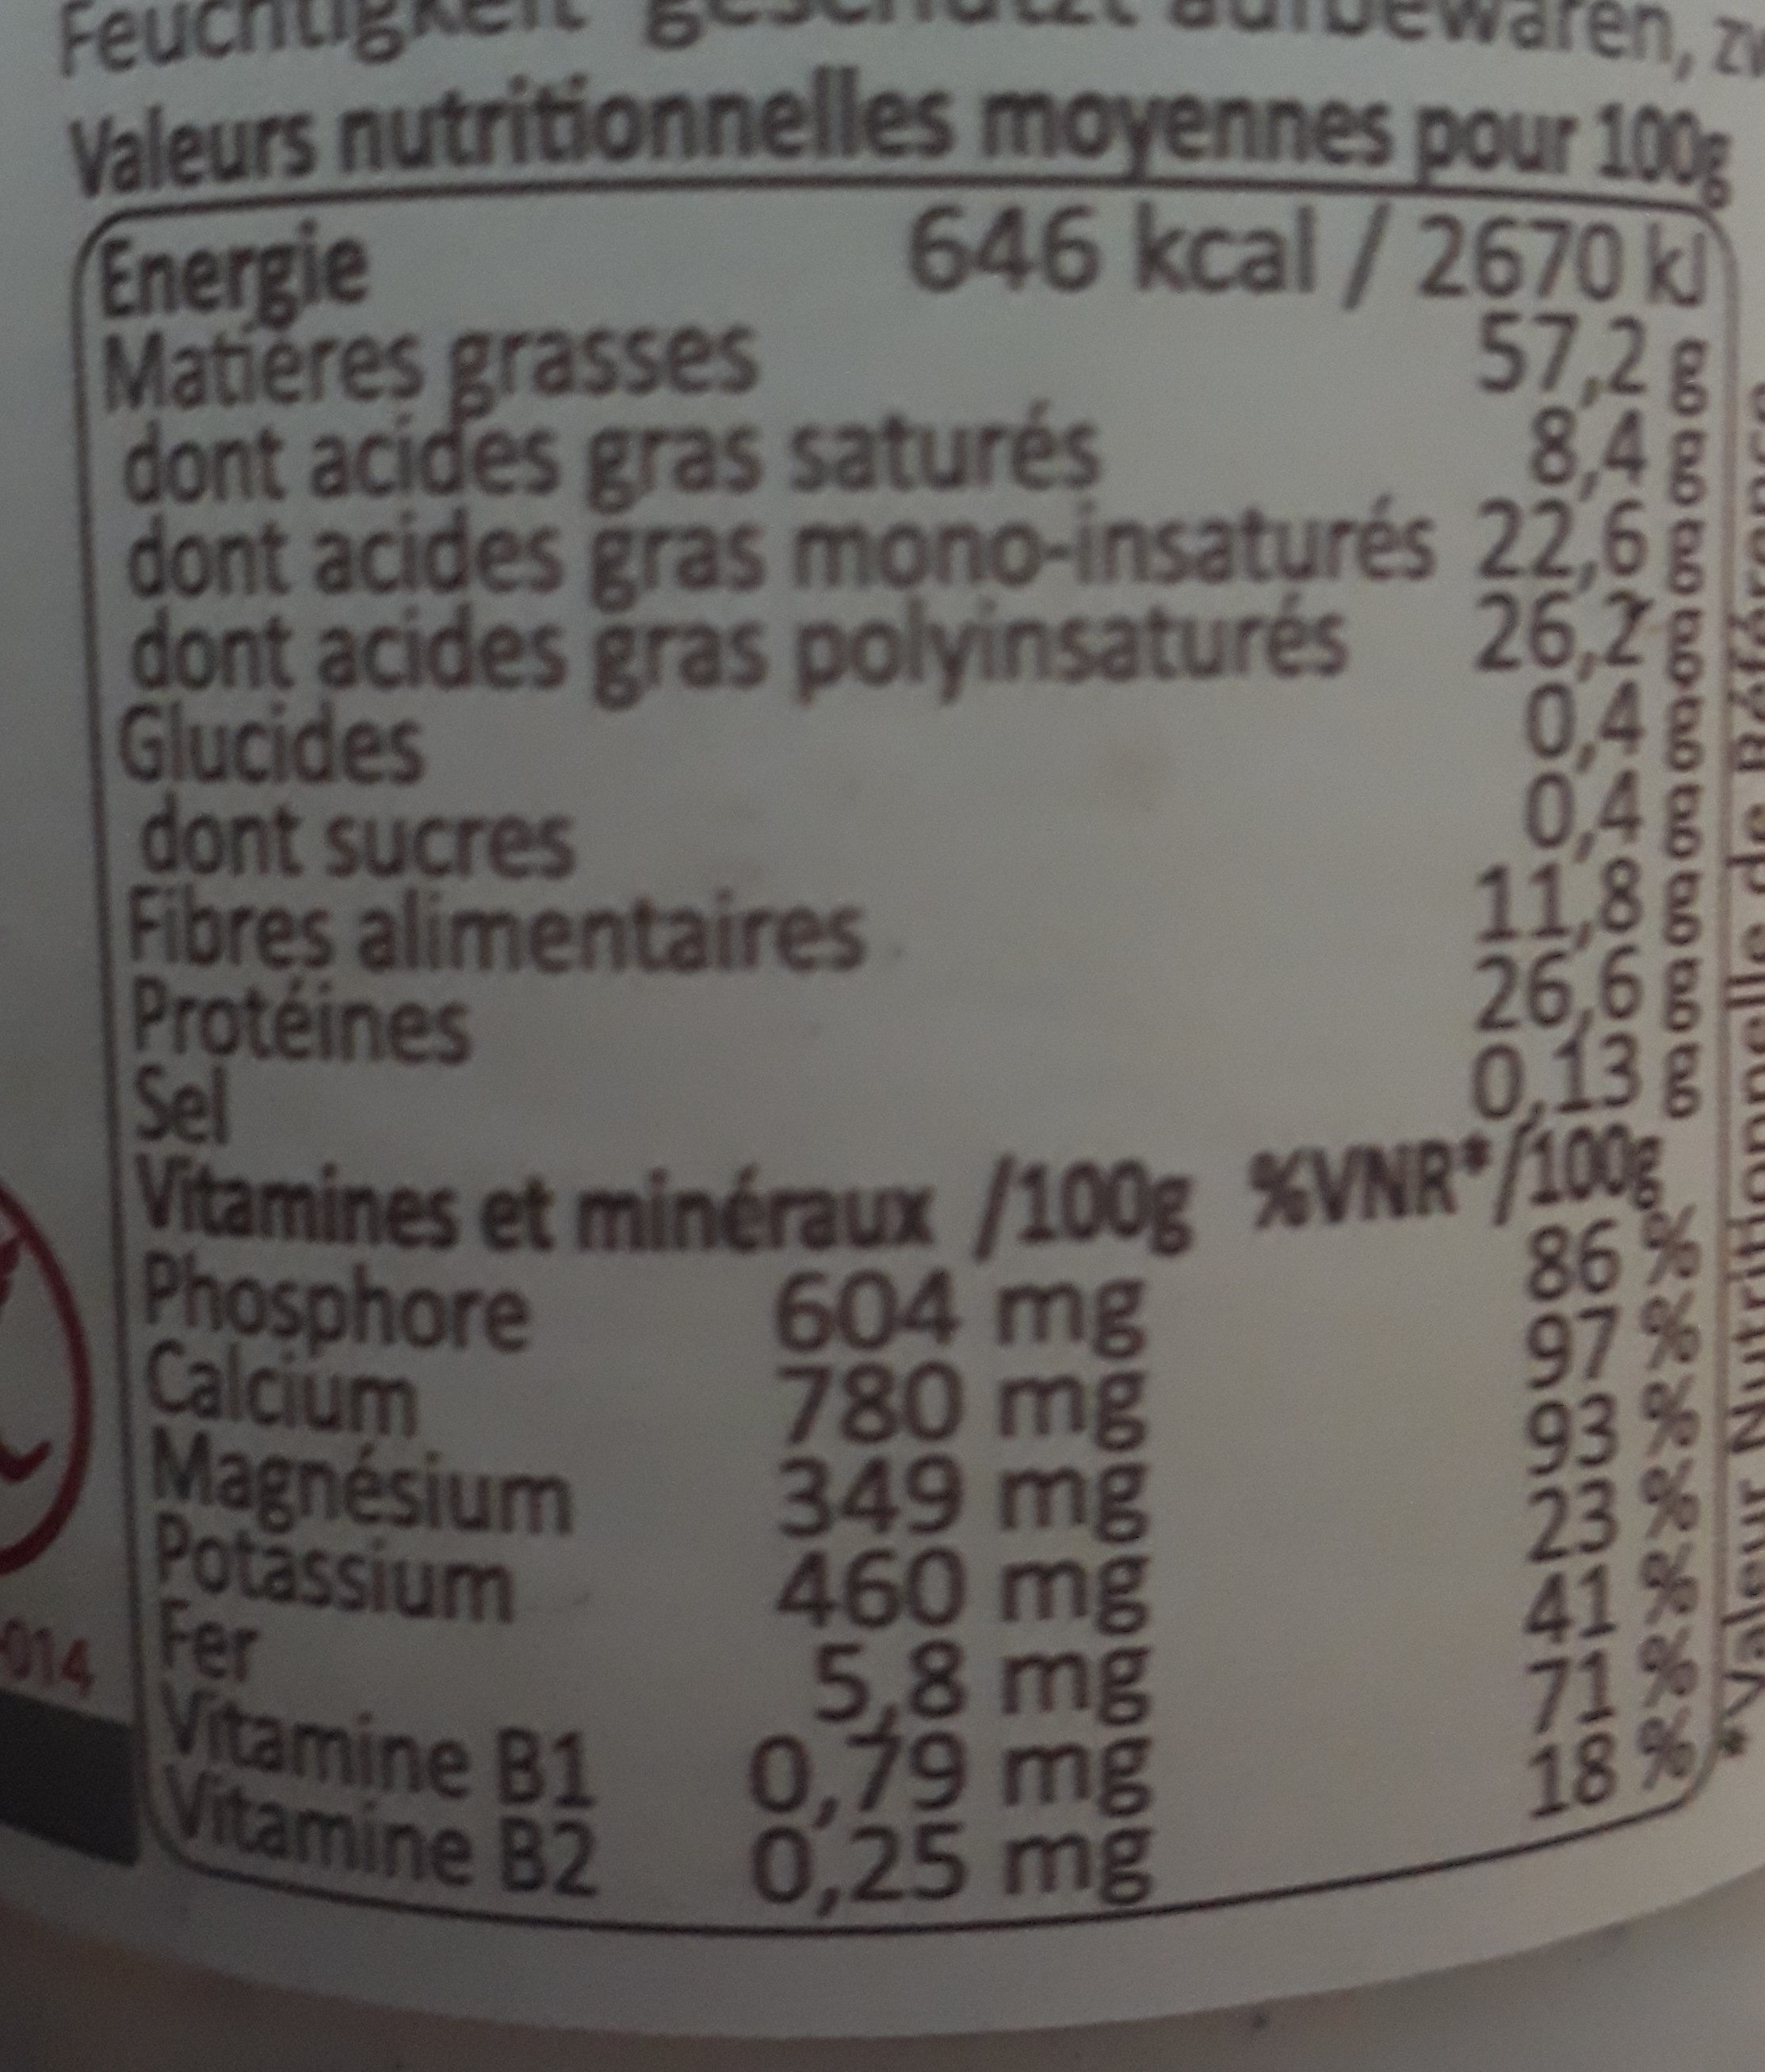 Feuchtigkeit geschützt aufbewaren,
Valeurs nutritionnelles moyennes pour 100g
Energie 646 kcal / 2670 kJ
Matières grasses 57,2 g
dont acides gras saturés 8,4 g
dont acides gras mono-insaturés 22,6 g
dont acides gras polyinsaturés 26,2 g
Glucides 0,4 g
dont sucres 0,4 g
Fibres alimentaires 11,8 g
Protéines 26,6 g
Sel 0,13 g
Vitamines et minéraux /100g %VNR*/100g
Phosphore 604 mg 86 %
Calcium 780 mg 97 %
Magnésium 349 mg 93 %
Potassium 460 mg 23 %
Fer 5,8 mg 41 %
Vitamine B1 0,79 mg 71 %
Vitamine B2 0,25 mg 18 %
*Valeur Nutritionnelle de Référence
014